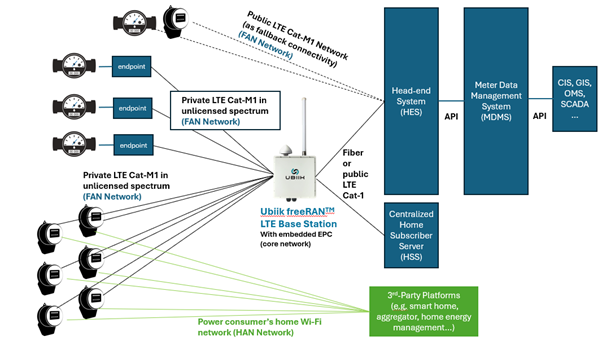 Public LTE Cat-M1 Network
(as fallback connectivity)
(FAN Network)
endpoint
endpoint
endpoint
Private LTE Cat-M1 in
unlicensed spectrum
(FAN Network)
Private LTE Cat-M1 in
unlicensed spectrum
(FAN Network)
UBIIK
Ubiik freeRAN™
LTE Base Station
With embedded EPC
(core network)
Fiber
or
public
LTE
Cat-1
Head-end
System
(HES)
API
Meter Data
Management
System
(MDMS)
API
CIS, GIS,
OMS,
SCADA
...
Centralized
Home
Subscriber
Server
(HSS)
3rd-Party Platforms
(e.g. smart home,
aggregator, home energy
management...)
Power consumer's home Wi-Fi
network (HAN Network)